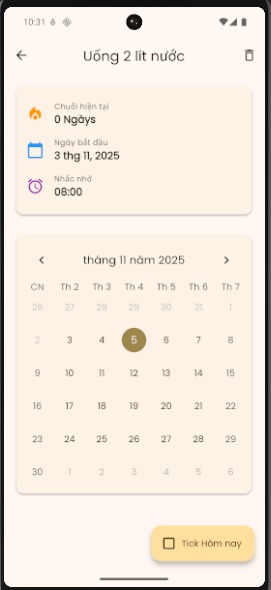 10:31
Uống 2 lít nước
Chuỗi hiện tại
0 Ngàys
Ngày bắt đầu
3 thg 11, 2025
Nhắc nhở
08:00
tháng 11 năm 2025
CN Th 2 Th 3 Th 4 Th 5 Th 6 Th 7
26 27 28 29 30 31 1
2 3 4 5 6 7 8
9 10 11 12 13 14 15
16 17 18 19 20 21 22
23 24 25 26 27 28 29
30 1 2 3 4 5 6
Tick Hôm nay